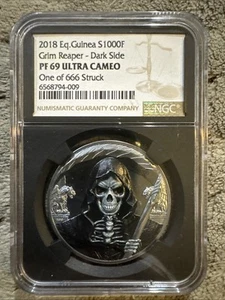 2018 Eq.Guinea S1000F
Grim Reaper - Dark Side
PF 69 ULTRA CAMEO
One of 666 Struck
6568794-009
NUMISMATIC GUARANTY COMPANY
NGC